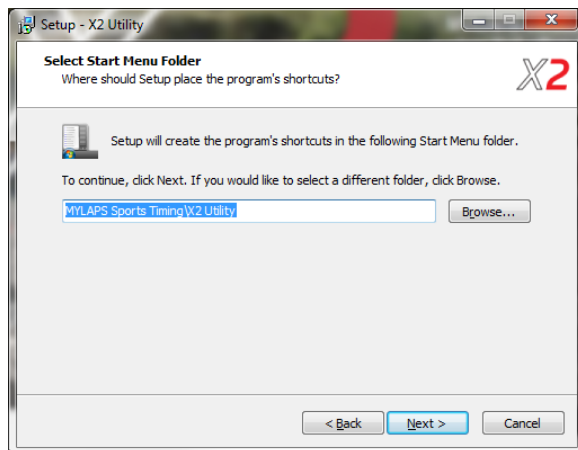 Setup - X2 Utility
Select Start Menu Folder
Where should Setup place the program's shortcuts?
X2
Setup will create the program's shortcuts in the following Start Menu folder.
To continue, click Next. If you would like to select a different folder, click Browse.
MYLAPS Sports Timing\X2 Utility
Browse...
< Back
Next >
Cancel